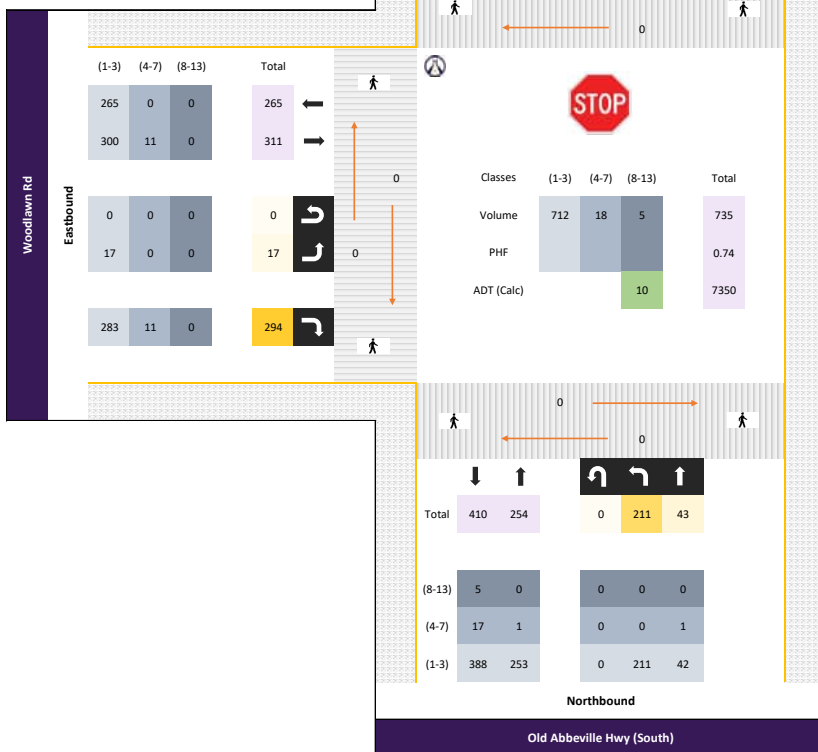 0
(1-3) (4-7) (8-13) Total
265 0 0 265
300 11 0 311
Woodlawn Rd
Eastbound
0 0 0 0
17 0 0 17
283 11 0 294
0
0
STOP
Classes (1-3) (4-7) (8-13) Total
Volume 712 18 5 735
PHF 0.74
ADT (Calc) 10 7350
0
0
Total 410 254 0 211 43
(8-13) 5 0 0 0 0
(4-7) 17 1 0 0 1
(1-3) 388 253 0 211 42
Northbound
Old Abbeville Hwy (South)